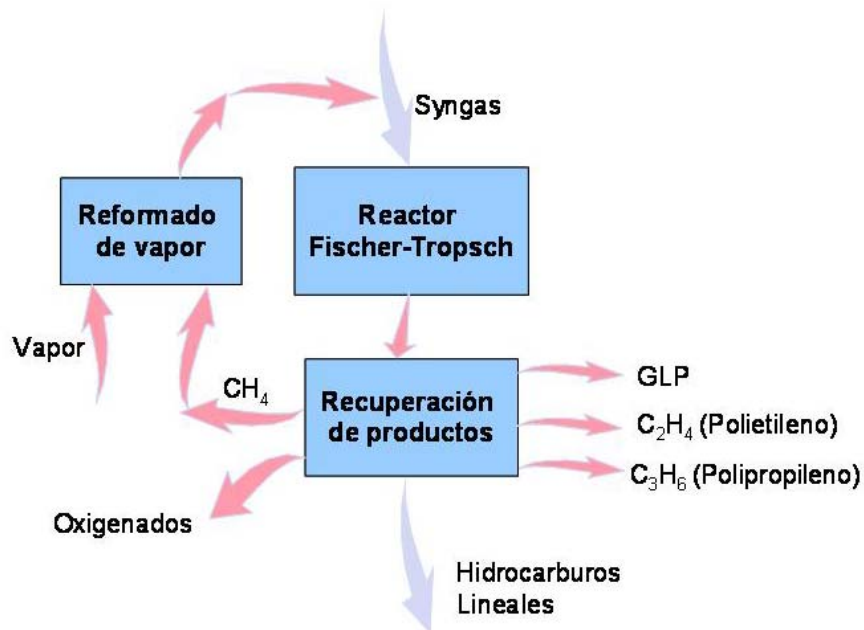 Syngas
Reformado
de vapor
Reactor
Fischer-Tropsch
Vapor
CH₄
Recuperación
de productos
GLP
C₂H₄ (Polietileno)
C₃H₆ (Polipropileno)
Oxigenados
Hidrocarburos
Lineales